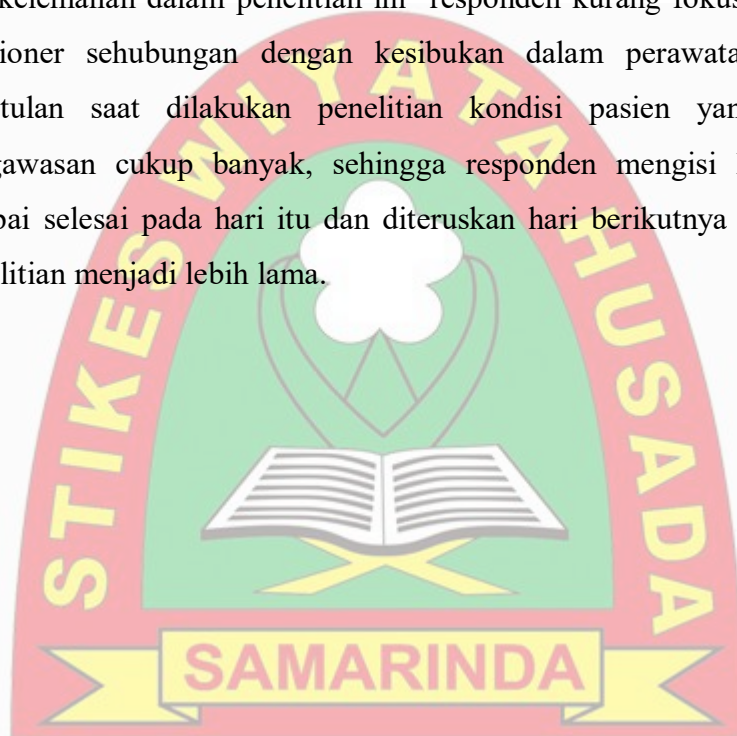 kelemahan dalam penelitian ini responden kurang fokus
ioner sehubungan dengan kesibukan dalam perawata
tulan saat dilakukan penelitian kondisi pasien yan
gawasan cukup banyak, sehingga responden mengisi
pai selesai pada hari itu dan diteruskan hari berikutnya
litian menjadi lebih lama.
STIKES WIYATA HUSADA
SAMARINDA